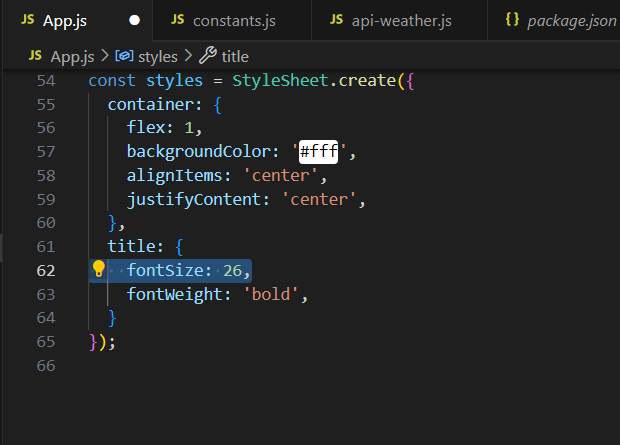 JS App.js ● JS constants.js JS api-weather.js {} package.json
JS App.js > styles > title
54 const styles = StyleSheet.create({
55 container: {
56 flex: 1,
57 backgroundColor: '#fff',
58 alignItems: 'center',
59 justifyContent: 'center',
60 },
61 title: {
62 fontSize: 26,
63 fontWeight: 'bold',
64 }
65 });
66